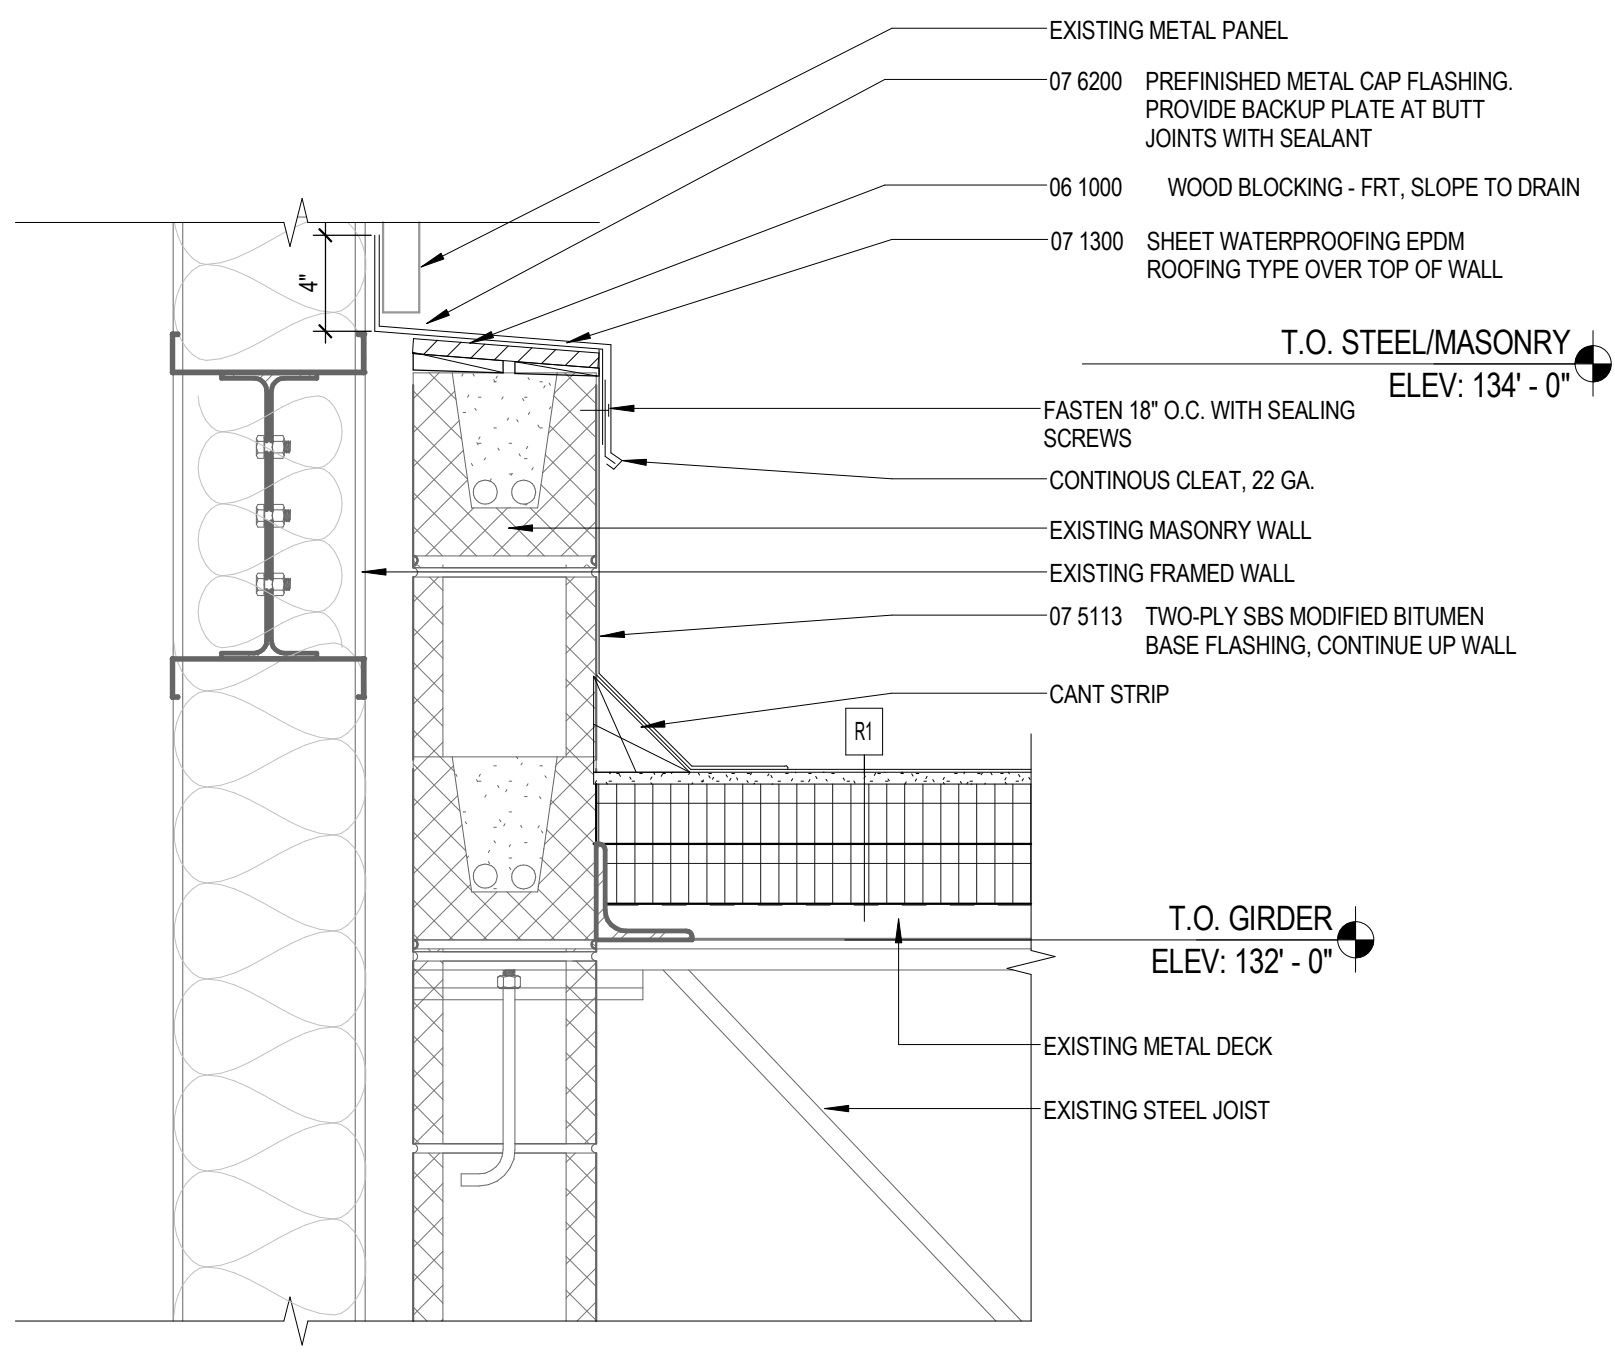 EXISTING METAL PANEL
07 6200 PREFINISHED METAL CAP FLASHING.
PROVIDE BACKUP PLATE AT BUTT
JOINTS WITH SEALANT
06 1000 WOOD BLOCKING - FRT, SLOPE TO DRAIN
07 1300 SHEET WATERPROOFING EPDM
ROOFING TYPE OVER TOP OF WALL
4"
T.O. STEEL/MASONRY
ELEV: 134' - 0"
FASTEN 18" O.C. WITH SEALING
SCREWS
CONTINOUS CLEAT, 22 GA.
EXISTING MASONRY WALL
EXISTING FRAMED WALL
07 5113 TWO-PLY SBS MODIFIED BITUMEN
BASE FLASHING, CONTINUE UP WALL
CANT STRIP
R1
T.O. GIRDER
ELEV: 132' - 0"
EXISTING METAL DECK
EXISTING STEEL JOIST